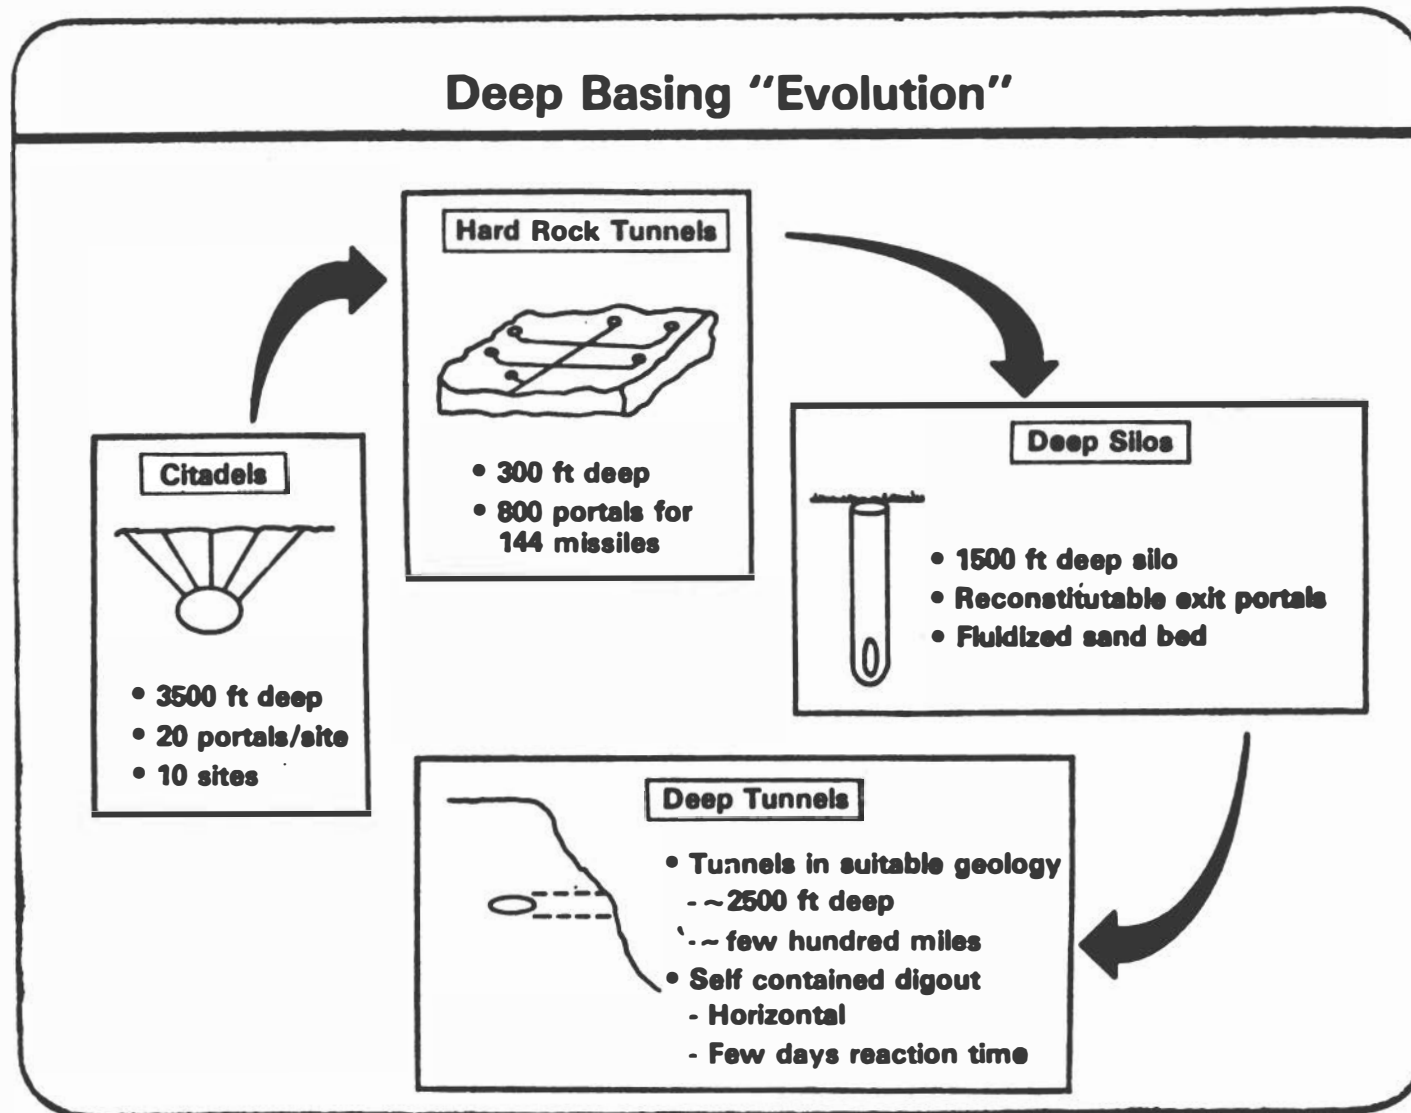 Deep Basing “Evolution”
Citadels
• 3500 ft deep
• 20 portals/site
• 10 sites
Hard Rock Tunnels
• 300 ft deep
• 800 portals for
144 missiles
Deep Silos
• 1500 ft deep silo
• Reconstitutable exit portals
• Fluidized sand bed
Deep Tunnels
• Tunnels in suitable geology
- ~2500 ft deep
- ~ few hundred miles
• Self contained digout
- Horizontal
- Few days reaction time